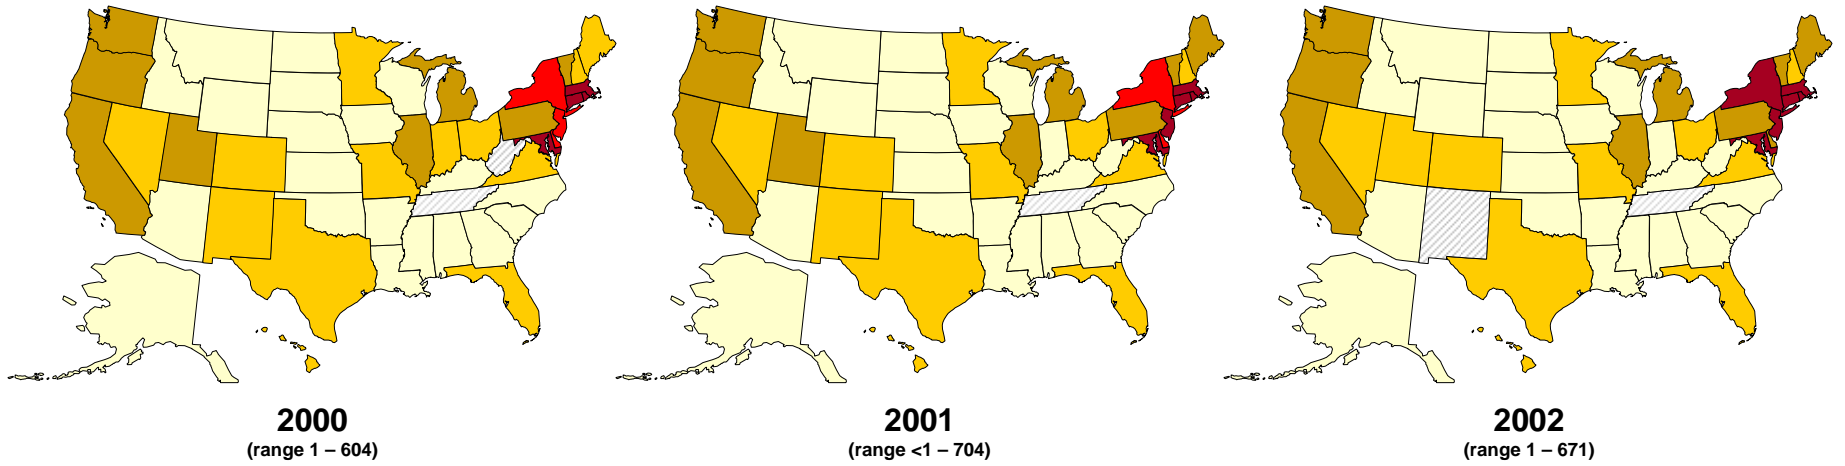 2000
(range 1 – 604)
2001
(range <1 – 704)
2002
(range 1 – 671)